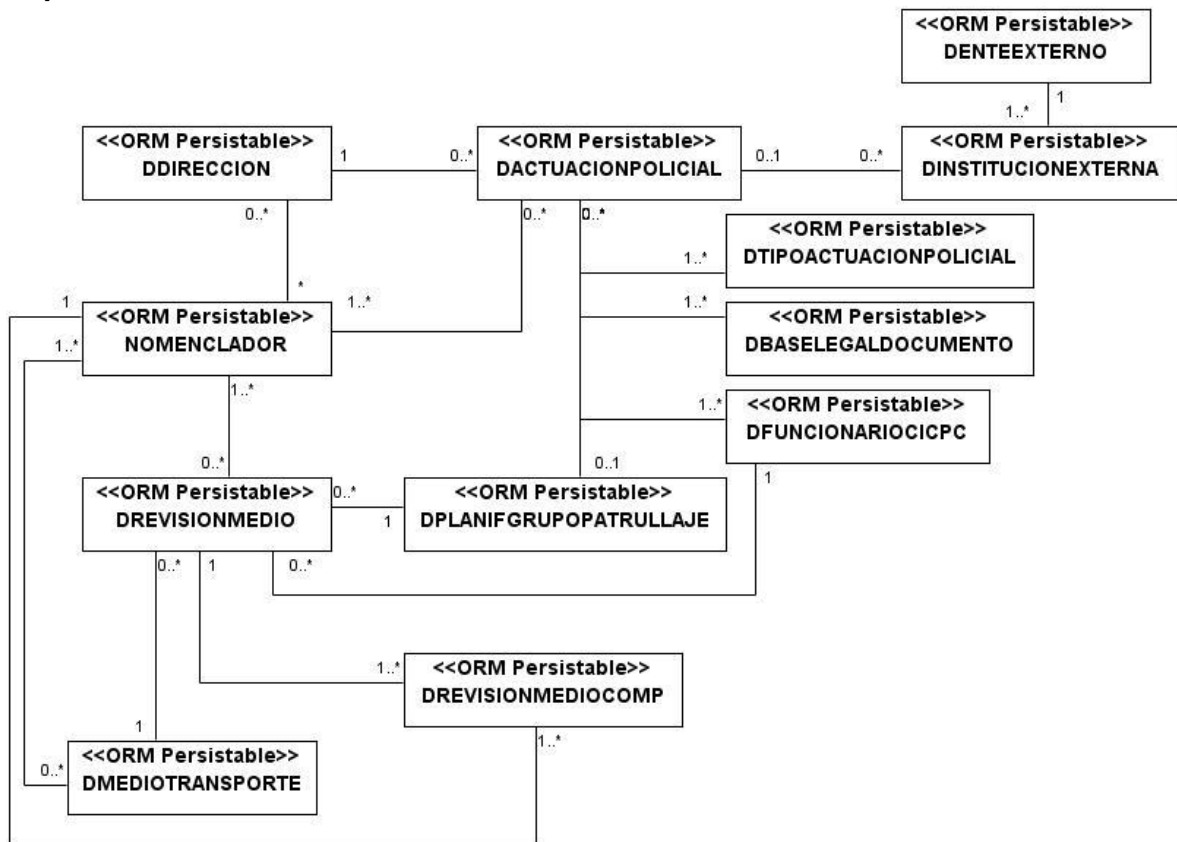 <<ORM Persistable>>
DENTEEXTERNO
1
1..*
<<ORM Persistable>>
DDIRECCION
1
0..*
<<ORM Persistable>>
DACTUACIONPOLICIAL
0..1
0..*
<<ORM Persistable>>
DINSTITUCIONEXTERNA
0..*
0..*
0..*
<<ORM Persistable>>
DTIPOACTUACIONPOLICIAL
1..*
*
1
1..*
<<ORM Persistable>>
NOMENCLADOR
1..*
1..*
<<ORM Persistable>>
DBASELEGALDOCUMENTO
1..*
1..*
<<ORM Persistable>>
DFUNCIONARIOCICPC
0..*
0..1
1
<<ORM Persistable>>
DREVISIONMEDIO
0..*
1
<<ORM Persistable>>
DPLANIFGRUPOPATRULLAJE
0..*
1
0..*
1..*
<<ORM Persistable>>
DREVISIONMEDIOCOMP
1
1..*
0..*
<<ORM Persistable>>
DMEDIOTRANSPORTE